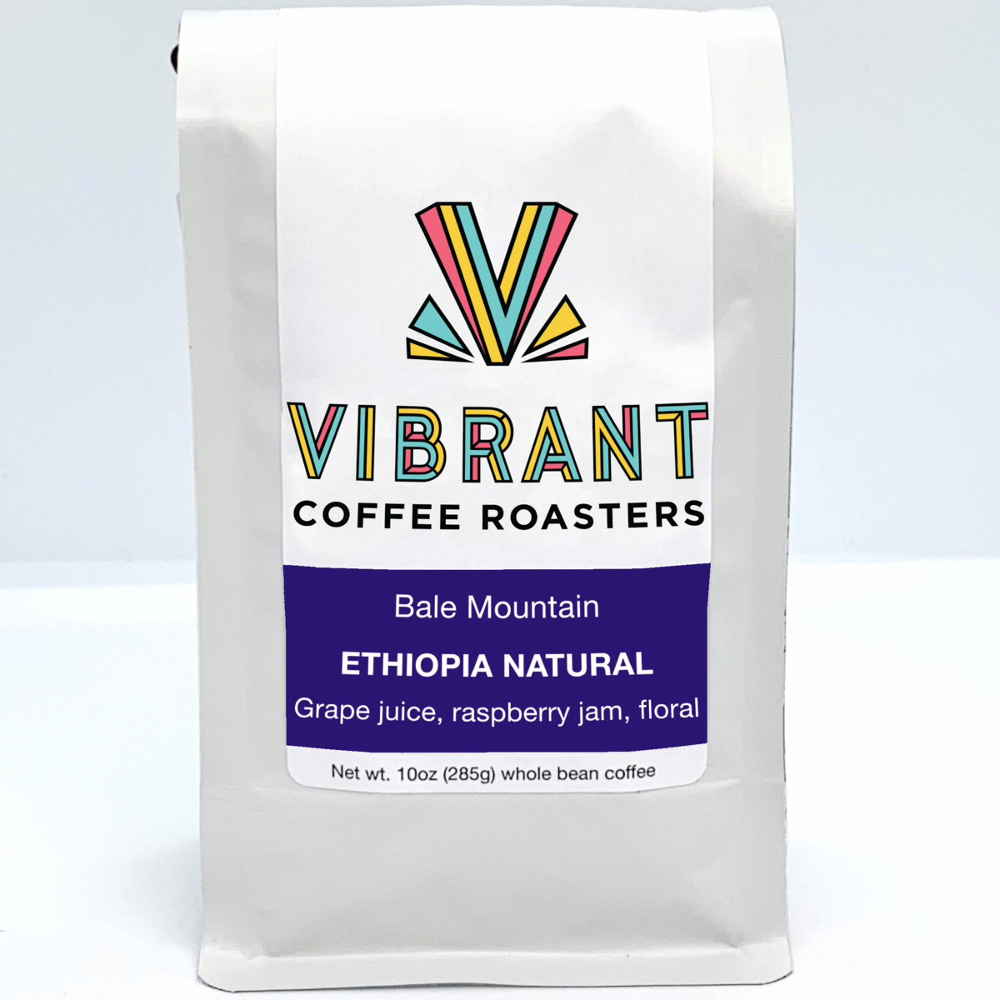 VIBRANT
COFFEE ROASTERS
Bale Mountain
ETHIOPIA NATURAL
Grape juice, raspberry jam, floral
Net wt. 10oz (285g) whole bean coffee